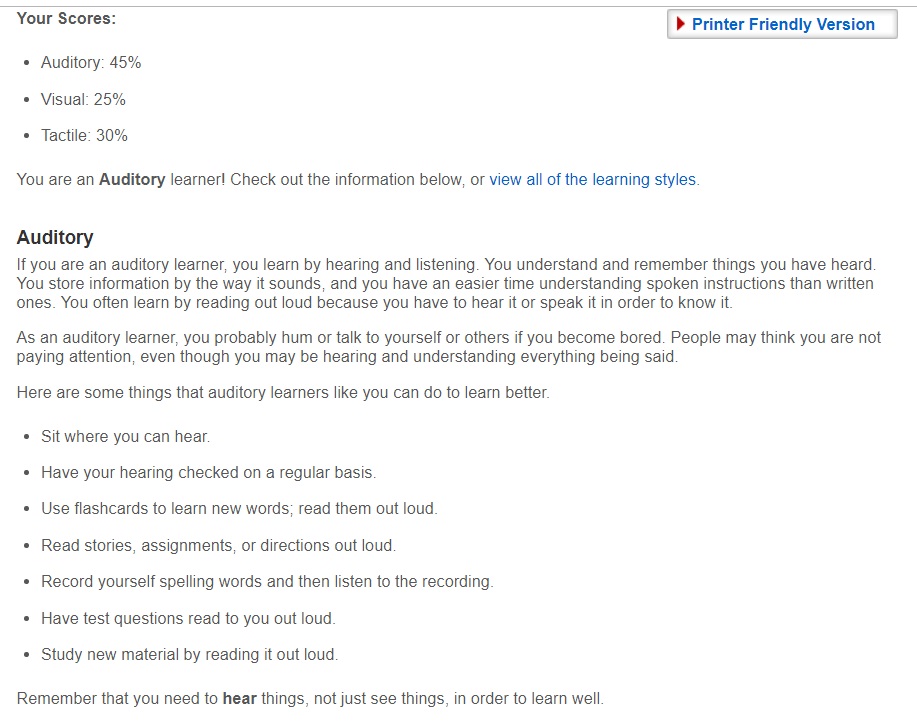 Your Scores:
Printer Friendly Version
Auditory: 45%
Visual: 25%
Tactile: 30%
You are an Auditory learner! Check out the information below, or view all of the learning styles.
Auditory
If you are an auditory learner, you learn by hearing and listening. You understand and remember things you have heard.
You store information by the way it sounds, and you have an easier time understanding spoken instructions than written
ones. You often learn by reading out loud because you have to hear it or speak it in order to know it.
As an auditory learner, you probably hum or talk to yourself or others if you become bored. People may think you are not
paying attention, even though you may be hearing and understanding everything being said.
Here are some things that auditory learners like you can do to learn better.
Sit where you can hear.
Have your hearing checked on a regular basis.
Use flashcards to learn new words; read them out loud.
Read stories, assignments, or directions out loud.
Record yourself spelling words and then listen to the recording.
Have test questions read to you out loud.
Study new material by reading it out loud.
Remember that you need to hear things, not just see things, in order to learn well.